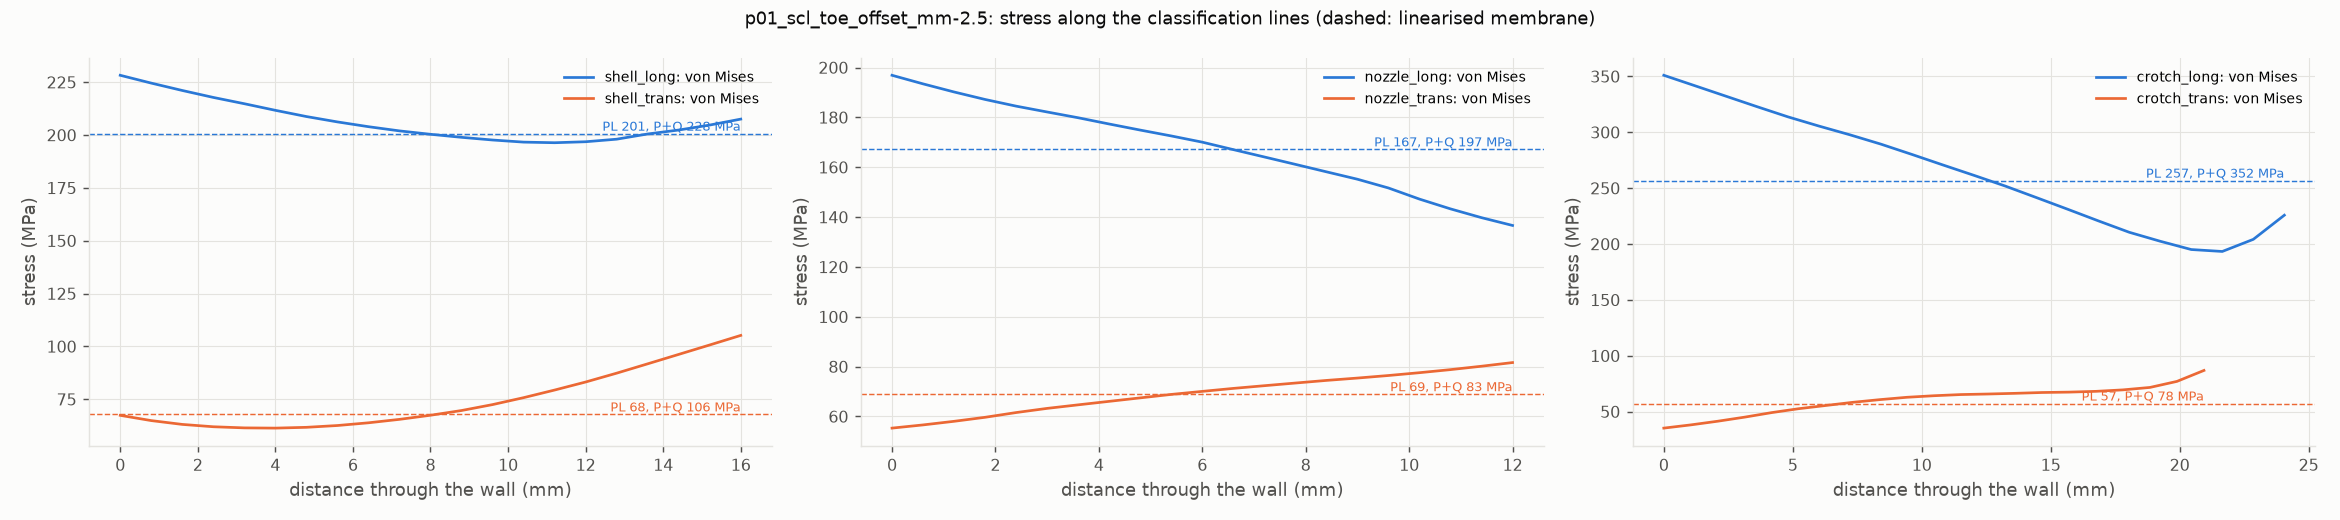 p01_scl_toe_offset_mm-2.5: stress along the classification lines (dashed: linearised membrane)
stress (MPa)
225
200
175
150
125
100
75
shell_long: von Mises
shell_trans: von Mises
PL 201, P+Q 228 MPa
PL 68, P+Q 106 MPa
0 2 4 6 8 10 12 14 16
distance through the wall (mm)
stress (MPa)
200
180
160
140
120
100
80
60
nozzle_long: von Mises
nozzle_trans: von Mises
PL 167, P+Q 197 MPa
PL 69, P+Q 83 MPa
0 2 4 6 8 10 12
distance through the wall (mm)
stress (MPa)
350
300
250
200
150
100
50
crotch_long: von Mises
crotch_trans: von Mises
PL 257, P+Q 352 MPa
PL 57, P+Q 78 MPa
0 5 10 15 20 25
distance through the wall (mm)